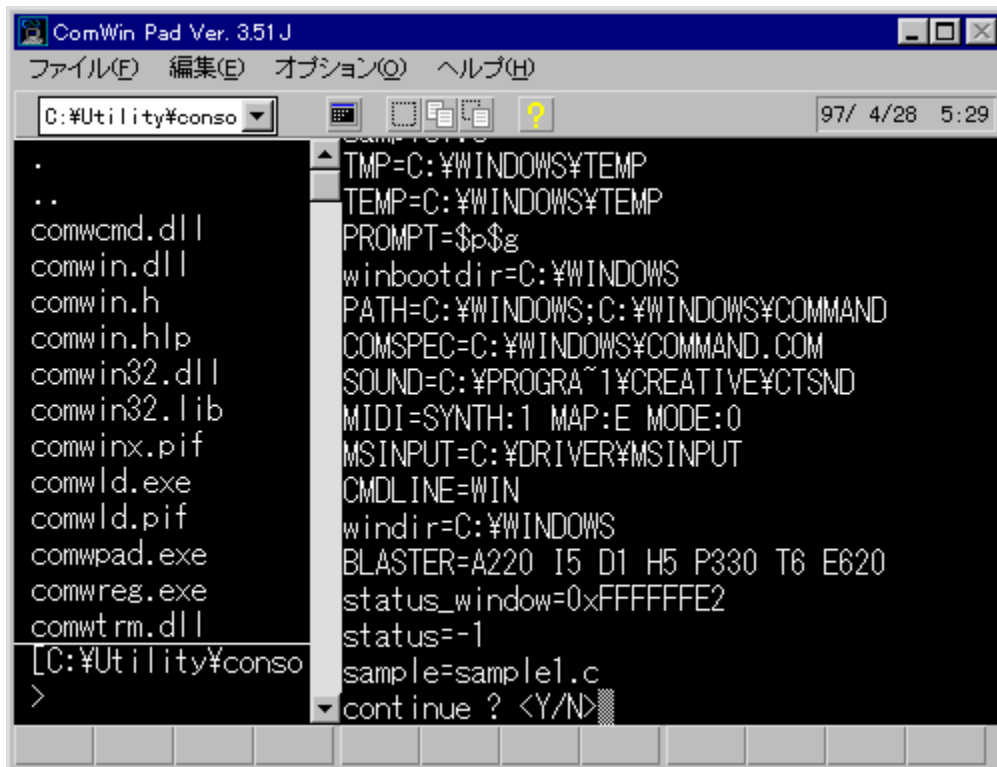 ComWin Pad Ver. 3.51J
ファイル(F) 編集(E) オプション(O) ヘルプ(H)
C:¥Utility¥conso
97/ 4/28 5:29
.
..
comwcmd.dll
comwin.dll
comwin.h
comwin.hlp
comwin32.dll
comwin32.lib
comwinx.pif
comwld.exe
comwld.pif
comwpad.exe
comwreg.exe
comwtrm.dll
[C:¥Utility¥conso
>
sample1.c
TMP=C:¥WINDOWS¥TEMP
TEMP=C:¥WINDOWS¥TEMP
PROMPT=$p$g
winbootdir=C:¥WINDOWS
PATH=C:¥WINDOWS;C:¥WINDOWS¥COMMAND
COMSPEC=C:¥WINDOWS¥COMMAND.COM
SOUND=C:¥PROGRA~1¥CREATIVE¥CTSND
MIDI=SYNTH:1 MAP:E MODE:0
MSINPUT=C:¥DRIVER¥MSINPUT
CMDLINE=WIN
windir=C:¥WINDOWS
BLASTER=A220 I5 D1 H5 P330 T6 E620
status_window=0xFFFFFFE2
status=-1
sample=sample1.c
continue ? <Y/N>